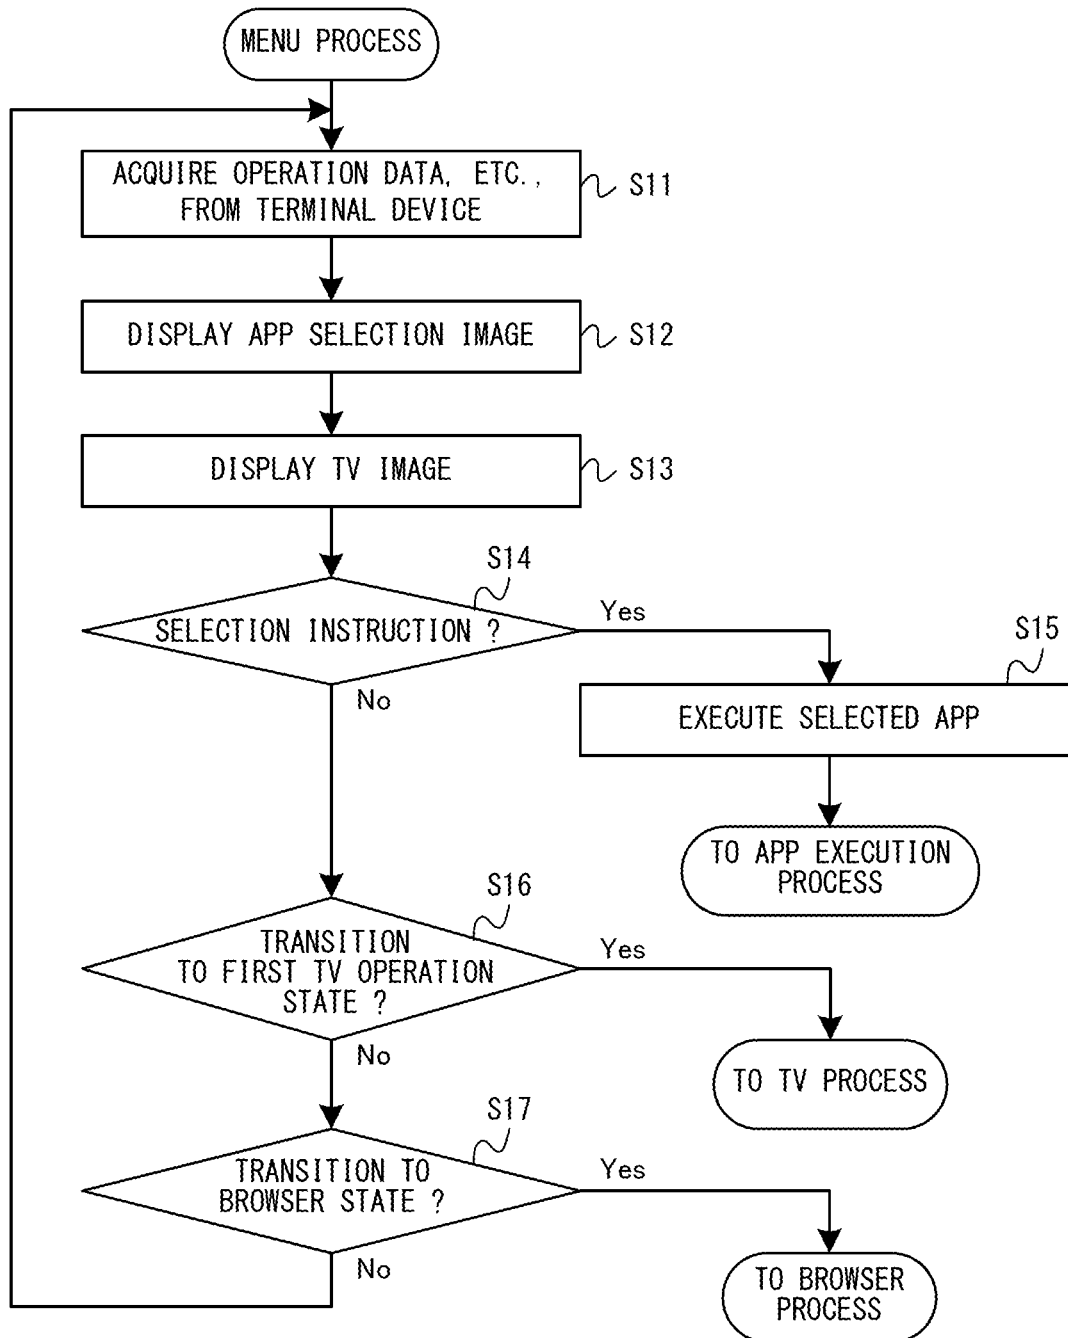 MENU PROCESS
ACQUIRE OPERATION DATA, ETC.,
FROM TERMINAL DEVICE
S11
DISPLAY APP SELECTION IMAGE
S12
DISPLAY TV IMAGE
S13
S14
SELECTION INSTRUCTION ?
Yes
No
S15
EXECUTE SELECTED APP
TO APP EXECUTION
PROCESS
S16
TRANSITION
TO FIRST TV OPERATION
STATE ?
Yes
No
TO TV PROCESS
S17
TRANSITION TO
BROWSER STATE ?
Yes
No
TO BROWSER
PROCESS